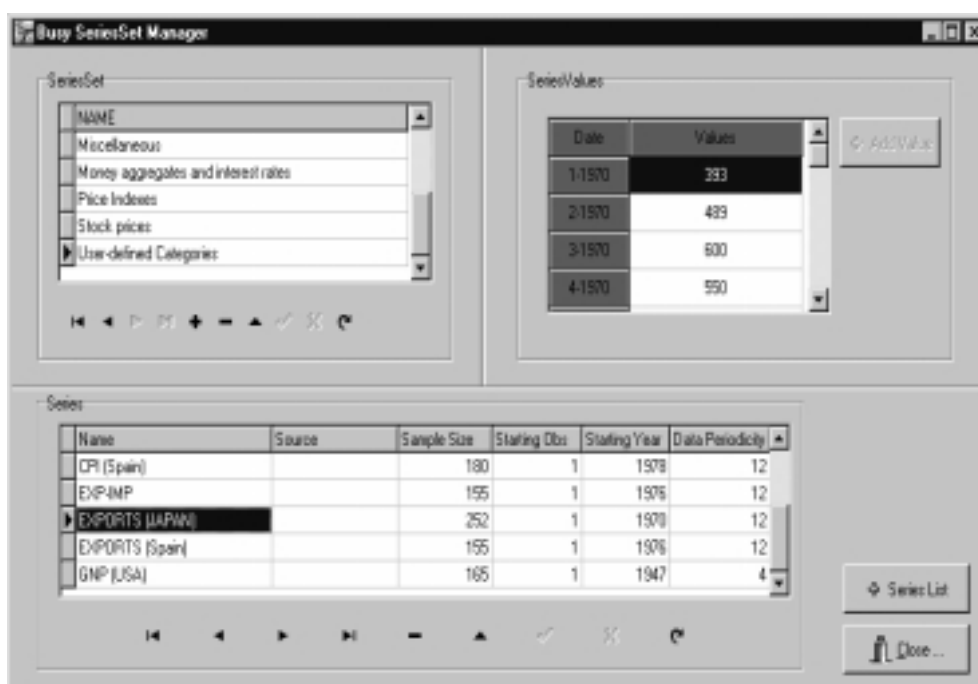 Busy SeriesSet Manager
SeriesSet
NAME
Miscellaneous
Money aggregates and interest rates
Price Indexes
Stock prices
User-defined Categories
SeriesValues
Date Values
1-1970 393
2-1970 489
3-1970 600
4-1970 550
Add Value
Series
Name Source Sample Size Starting Obs Starting Year Data Periodicity
CPI (Spain) 180 1 1978 12
EXP-IMP 155 1 1976 12
EXPORTS (JAPAN) 252 1 1970 12
EXPORTS (Spain) 155 1 1976 12
GNP (USA) 165 1 1947 4
Series List
Close ...